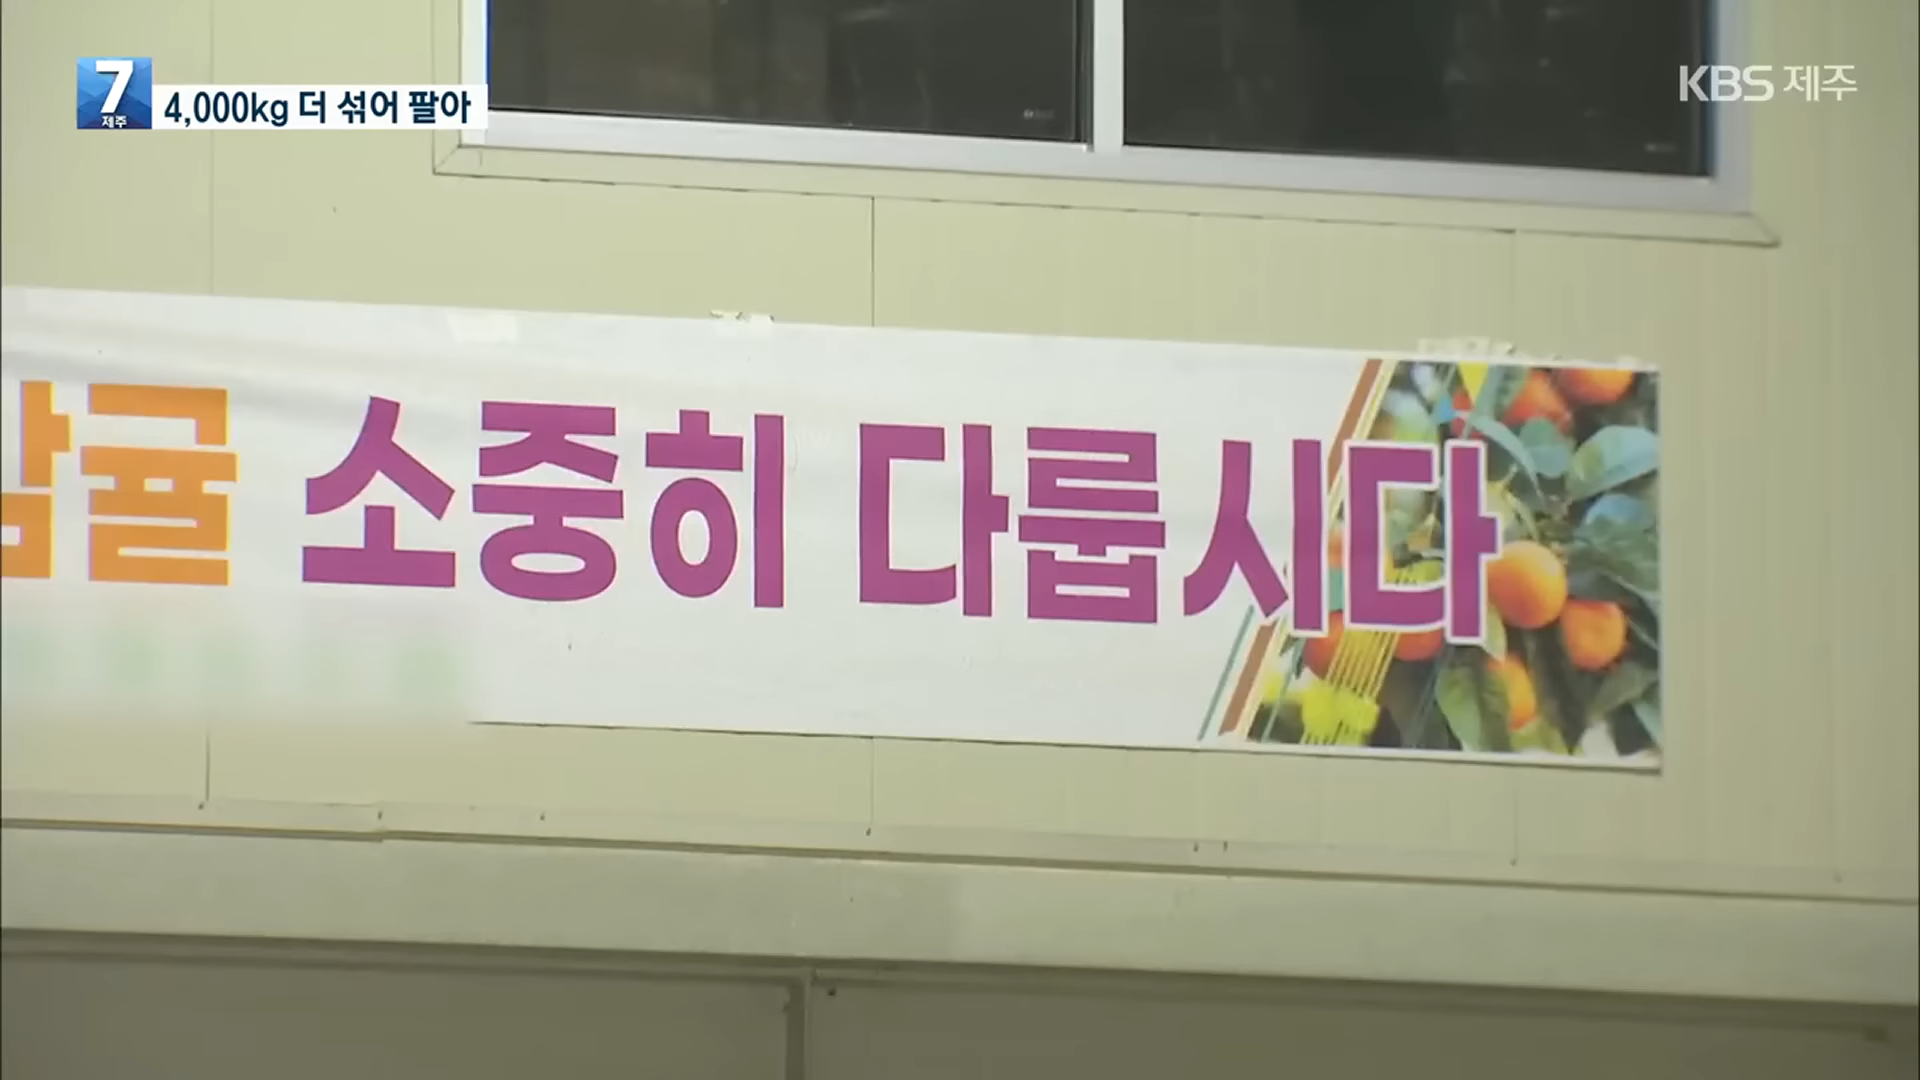 7
제주
4,000kg 더 섞어 팔아
KBS 제주
감귤 소중히 다룹시다